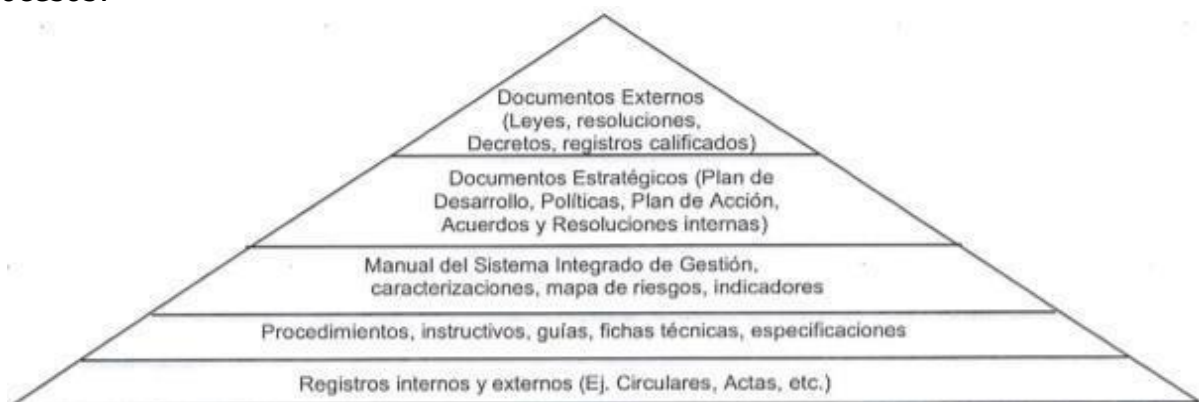 Documentos Externos
(Leyes, resoluciones,
Decretos, registros calificados)
Documentos Estratégicos (Plan de
Desarrollo, Políticas, Plan de Acción,
Acuerdos y Resoluciones internas)
Manual del Sistema Integrado de Gestión,
caracterizaciones, mapa de riesgos, indicadores
Procedimientos, instructivos, guías, fichas técnicas, especificaciones
Registros internos y externos (Ej. Circulares, Actas, etc.)